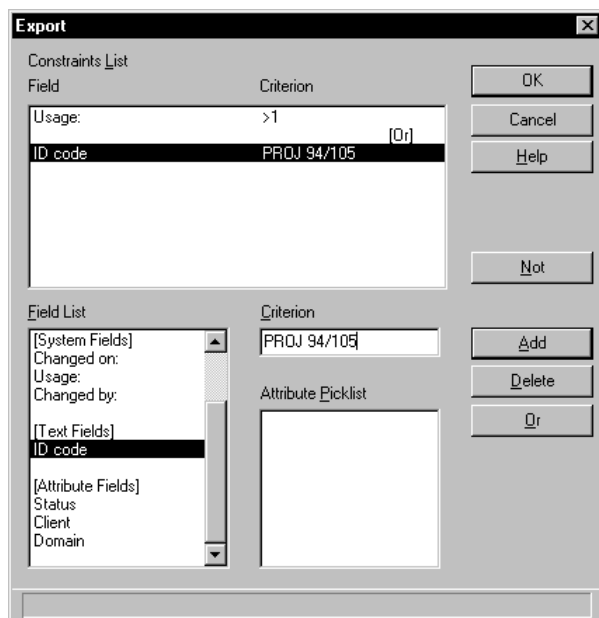 Export
Constraints List
Field Criterion
Usage: >1
[Or]
ID code PROJ 94/105
OK
Cancel
Help
Not
Field List
[System Fields]
Changed on:
Usage:
Changed by:
[Text Fields]
ID code
[Attribute Fields]
Status
Client
Domain
Criterion
PROJ 94/105
Attribute Picklist
Add
Delete
Or